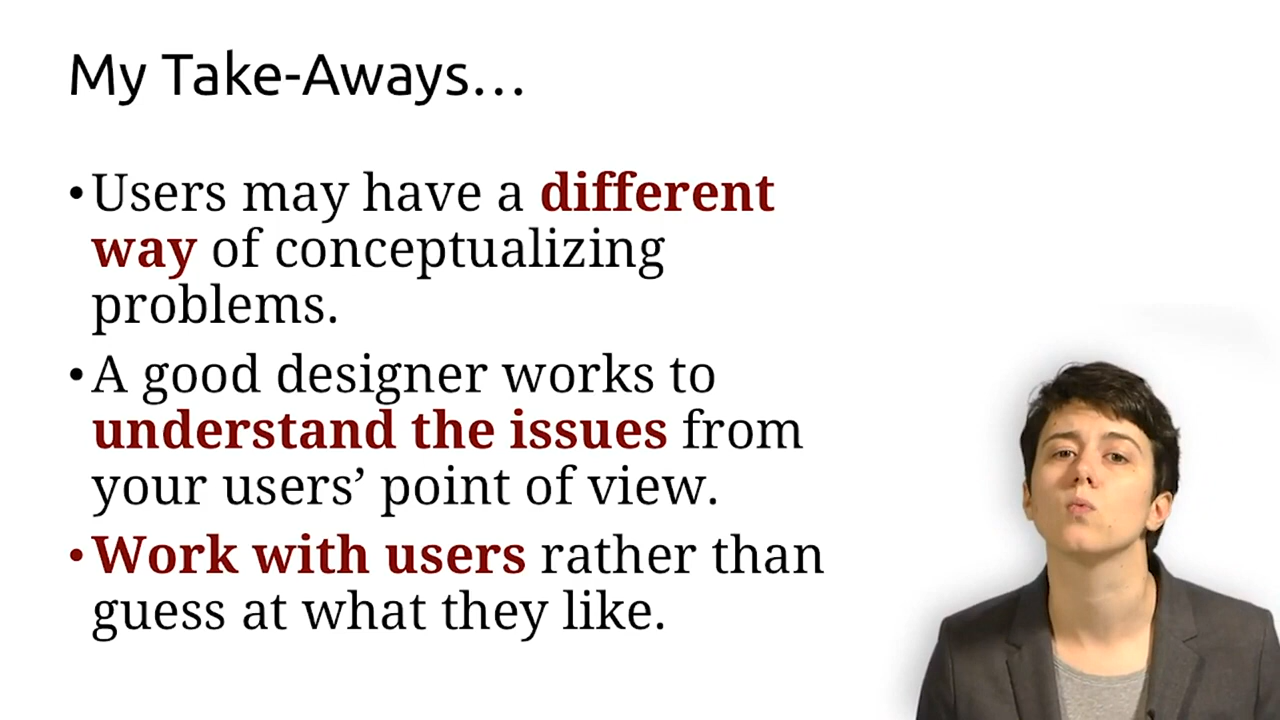 My Take-Aways…
•Users may have a different
way of conceptualizing
problems.
•A good designer works to
understand the issues from
your users’ point of view.
•Work with users rather than
guess at what they like.